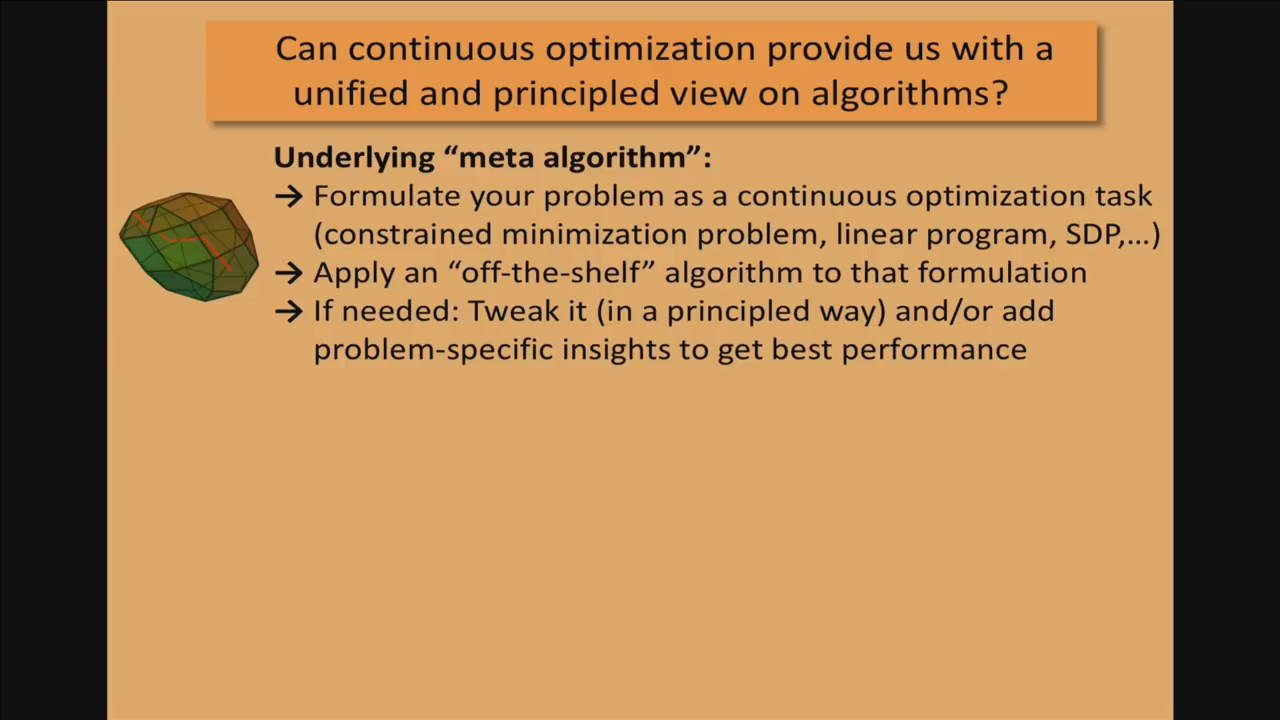 Can continuous optimization provide us with a
unified and principled view on algorithms?
Underlying “meta algorithm”:
→ Formulate your problem as a continuous optimization task
(constrained minimization problem, linear program, SDP,...)
→ Apply an “off-the-shelf” algorithm to that formulation
→ If needed: Tweak it (in a principled way) and/or add
problem-specific insights to get best performance